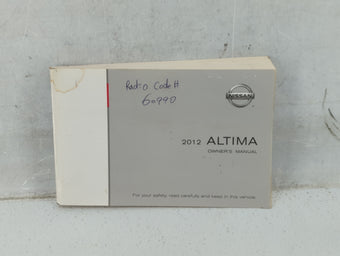 Radio Code#
60990
NISSAN
2012 ALTIMA
OWNER'S MANUAL
For your safety, read carefully and keep in this vehicle.